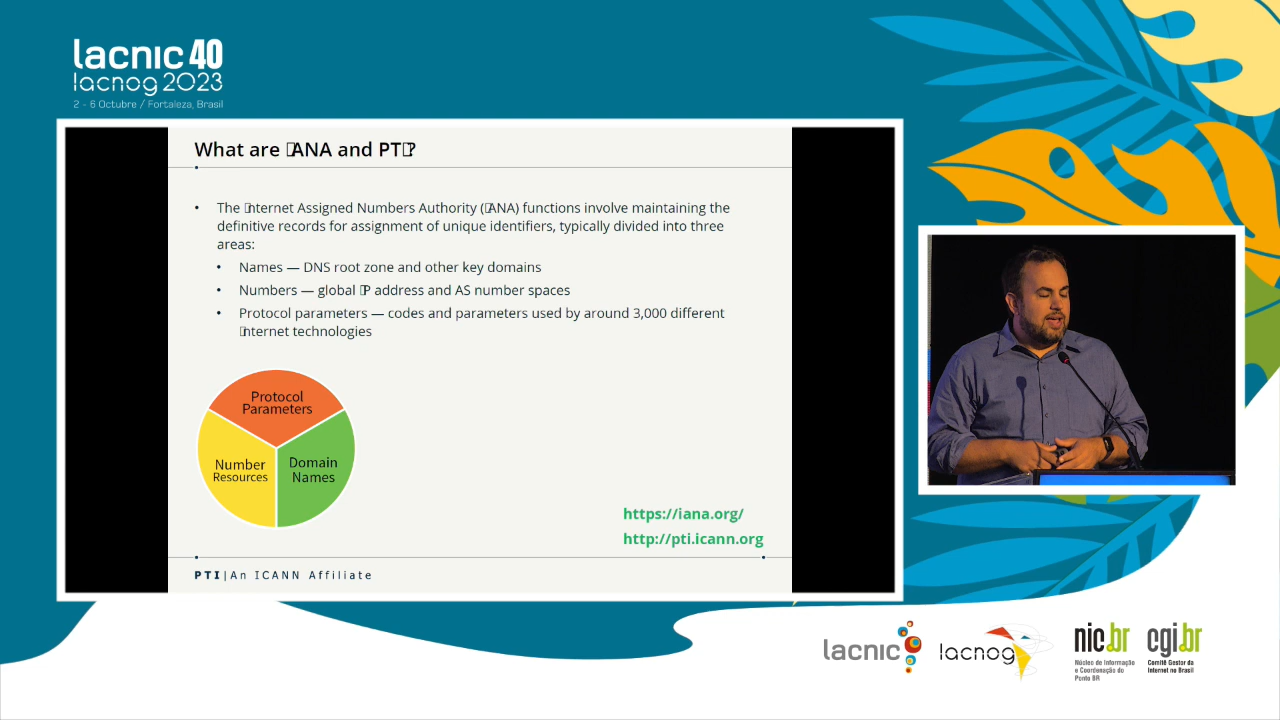 lacnic 40
lacnog 2023
2 - 6 Octubre / Fortaleza, Brasil
What are IANA and PTI?
• The Internet Assigned Numbers Authority (IANA) functions involve maintaining the
definitive records for assignment of unique identifiers, typically divided into three
areas:
• Names — DNS root zone and other key domains
• Numbers — global IP address and AS number spaces
• Protocol parameters — codes and parameters used by around 3,000 different
Internet technologies
Protocol
Parameters
Number
Resources
Domain
Names
https://iana.org/
http://pti.icann.org
PTI|An ICANN Affiliate
lacnic
lacnog
nic.br
Núcleo de Informação
e Coordenação do
Ponto BR
cgi.br
Comitê Gestor da
Internet no Brasil